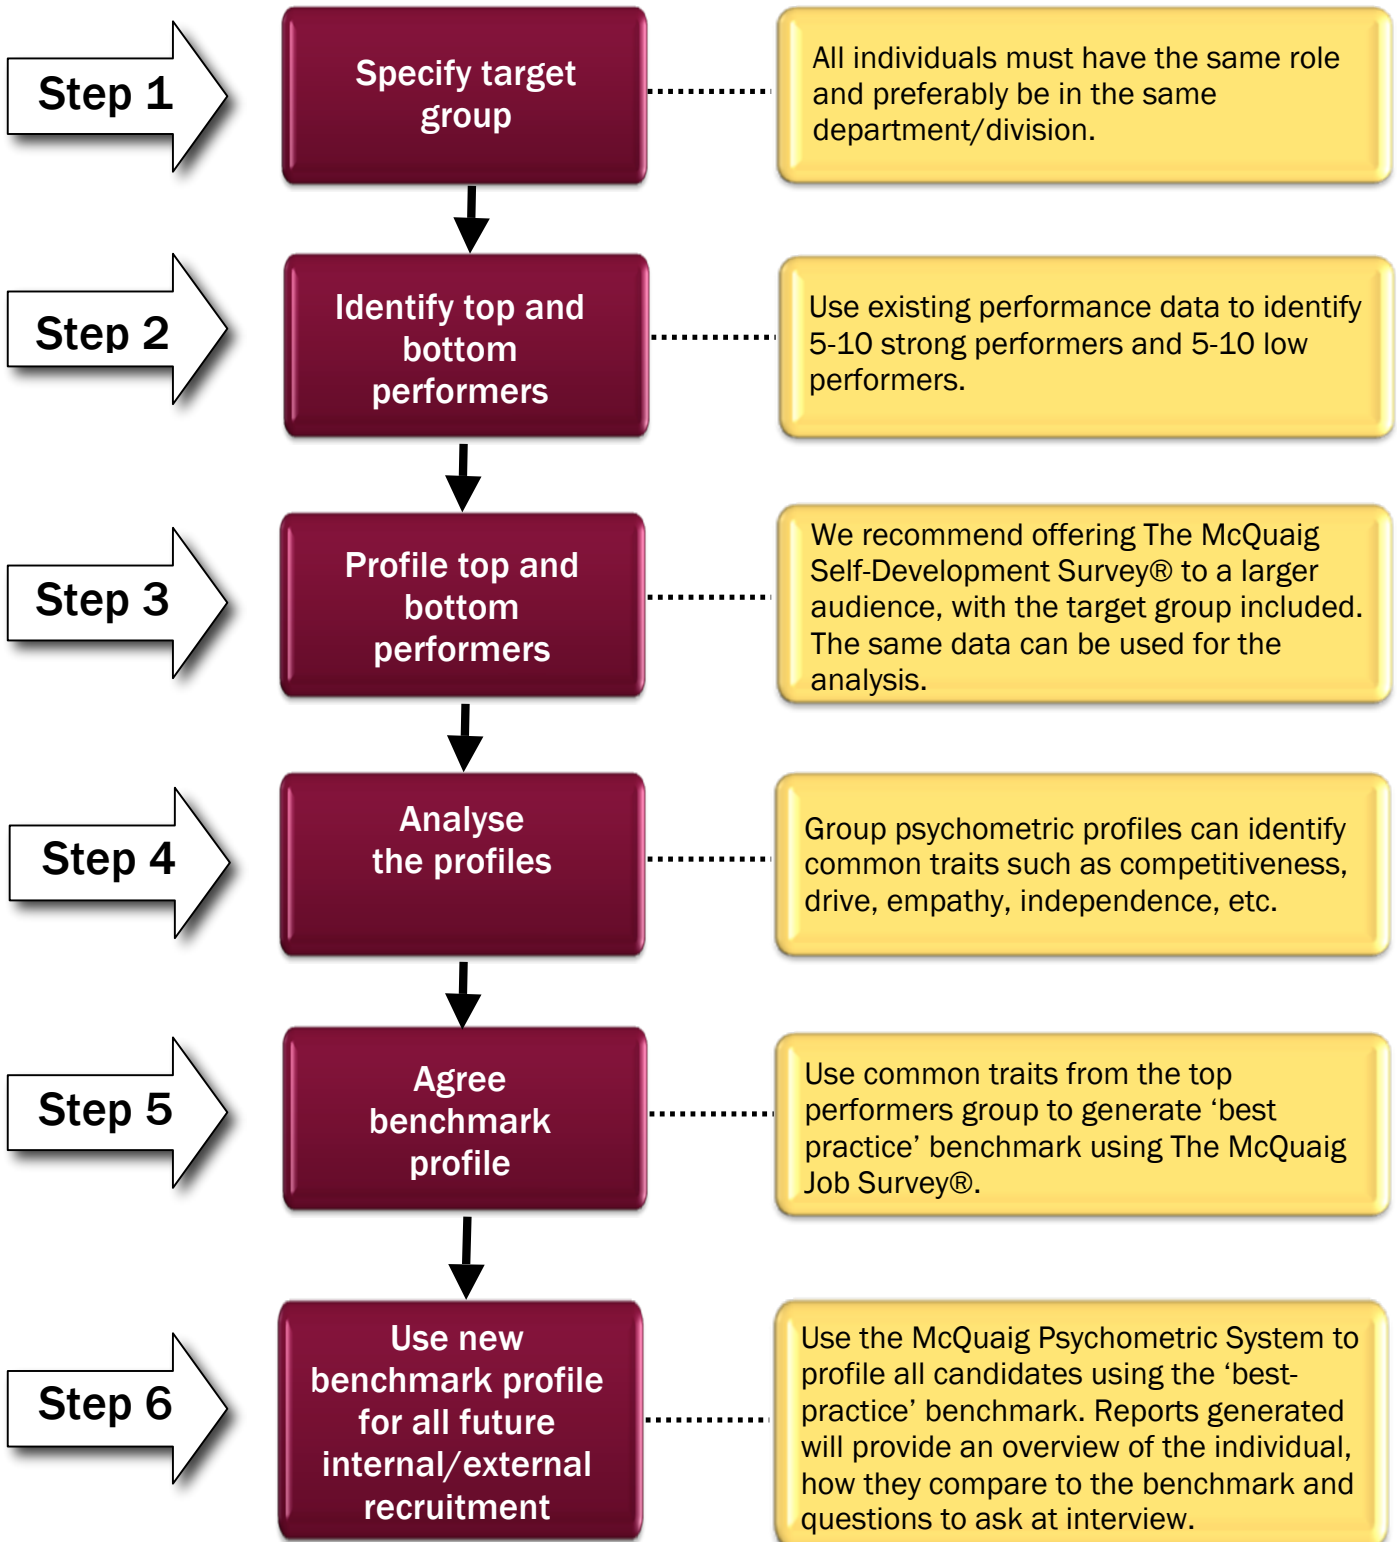 Step 1
Specify target
group
All individuals must have the same role
and preferably be in the same
department/division.
Step 2
Identify top and
bottom
performers
Use existing performance data to identify
5-10 strong performers and 5-10 low
performers.
Step 3
Profile top and
bottom
performers
We recommend offering The McQuaig
Self-Development Survey® to a larger
audience, with the target group included.
The same data can be used for the
analysis.
Step 4
Analyse
the profiles
Group psychometric profiles can identify
common traits such as competitiveness,
drive, empathy, independence, etc.
Step 5
Agree
benchmark
profile
Use common traits from the top
performers group to generate ‘best
practice’ benchmark using The McQuaig
Job Survey®.
Step 6
Use new
benchmark profile
for all future
internal/external
recruitment
Use the McQuaig Psychometric System to
profile all candidates using the ‘best-
practice’ benchmark. Reports generated
will provide an overview of the individual,
how they compare to the benchmark and
questions to ask at interview.